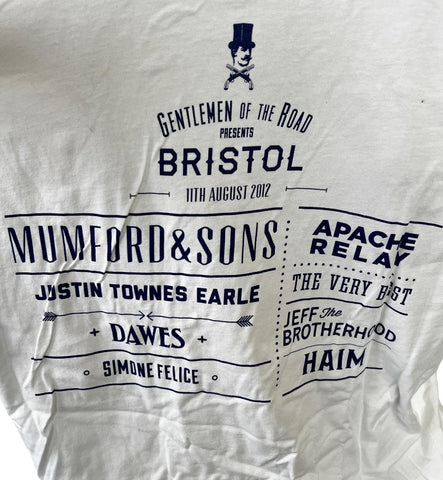 GENTLEMEN OF THE ROAD
PRESENTS
BRISTOL
11TH AUGUST 2012
MUMFORD & SONS
JUSTIN TOWNES EARLE
+ DAWES +
SIMONE FELICE
APACHE
RELAY
THE VERY BEST
JEFF The
BROTHERHOOD
HAIM